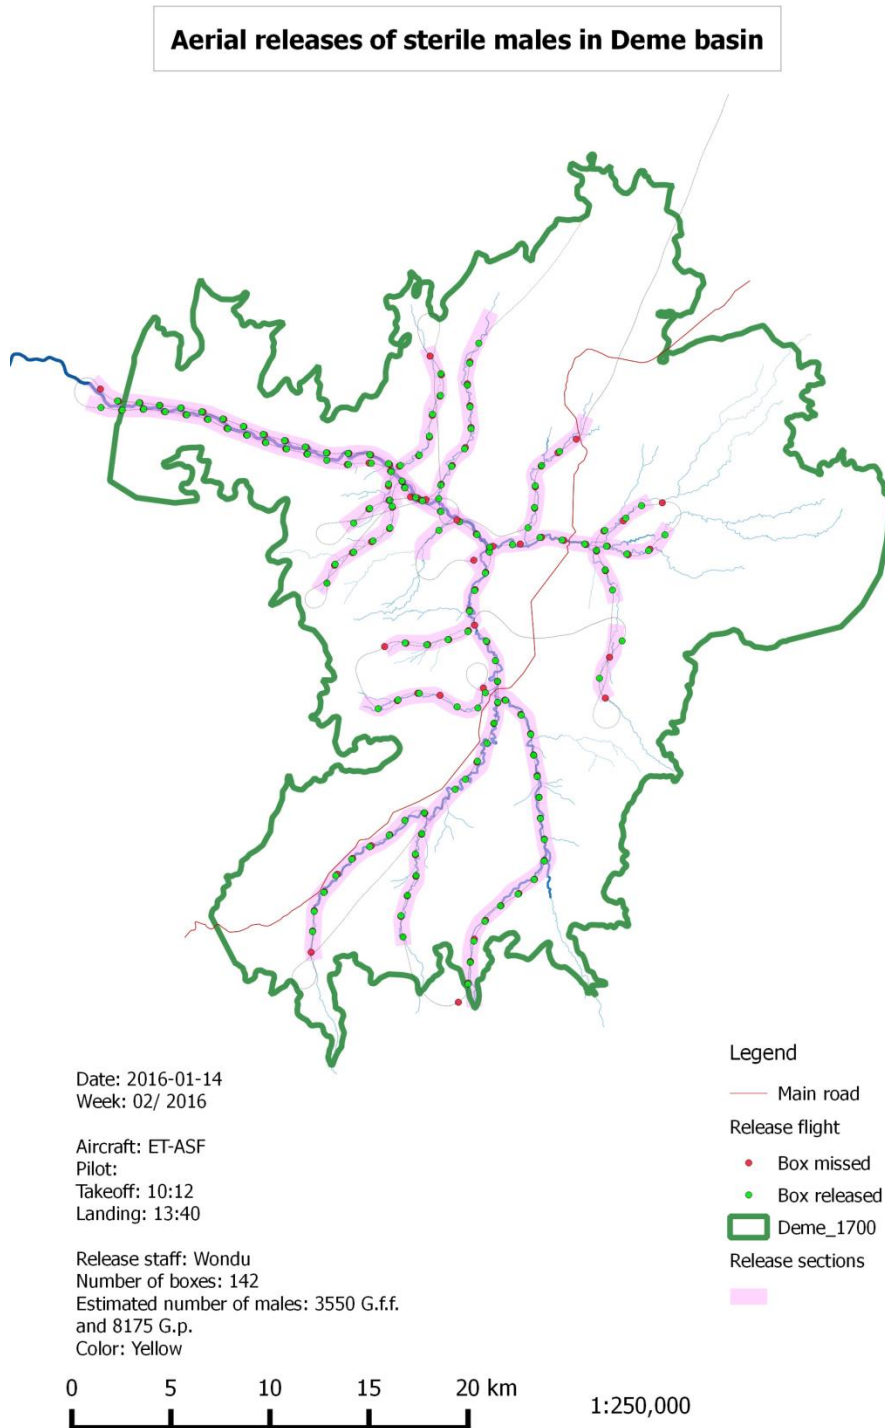 Aerial releases of sterile males in Deme basin
Date: 2016-01-14
Week: 02/ 2016
Aircraft: ET-ASF
Pilot:
Takeoff: 10:12
Landing: 13:40
Release staff: Wondu
Number of boxes: 142
Estimated number of males: 3550 G.f.f.
and 8175 G.p.
Color: Yellow
Legend
Main road
Release flight
Box missed
Box released
Deme_1700
Release sections
0 5 10 15 20 km
1:250,000